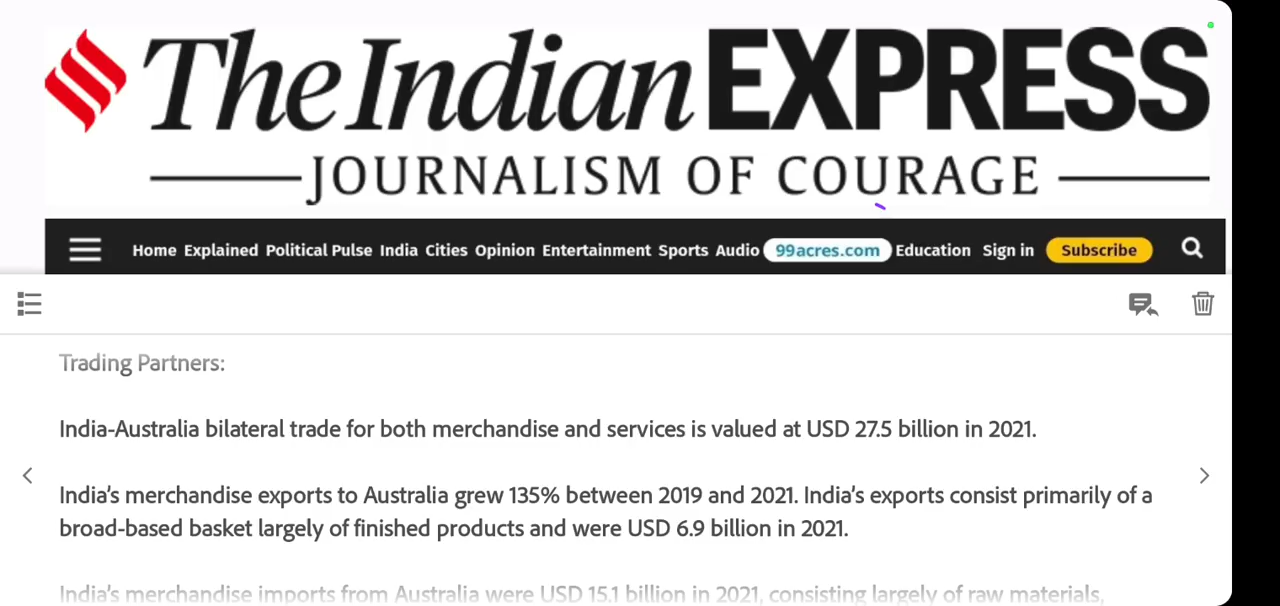 The Indian EXPRESS
JOURNALISM OF COURAGE
Home Explained Political Pulse India Cities Opinion Entertainment Sports Audio 99acres.com Education Sign in Subscribe
Trading Partners:
India-Australia bilateral trade for both merchandise and services is valued at USD 27.5 billion in 2021.
India’s merchandise exports to Australia grew 135% between 2019 and 2021. India’s exports consist primarily of a
broad-based basket largely of finished products and were USD 6.9 billion in 2021.
India’s merchandise imports from Australia were USD 15.1 billion in 2021, consisting largely of raw materials,